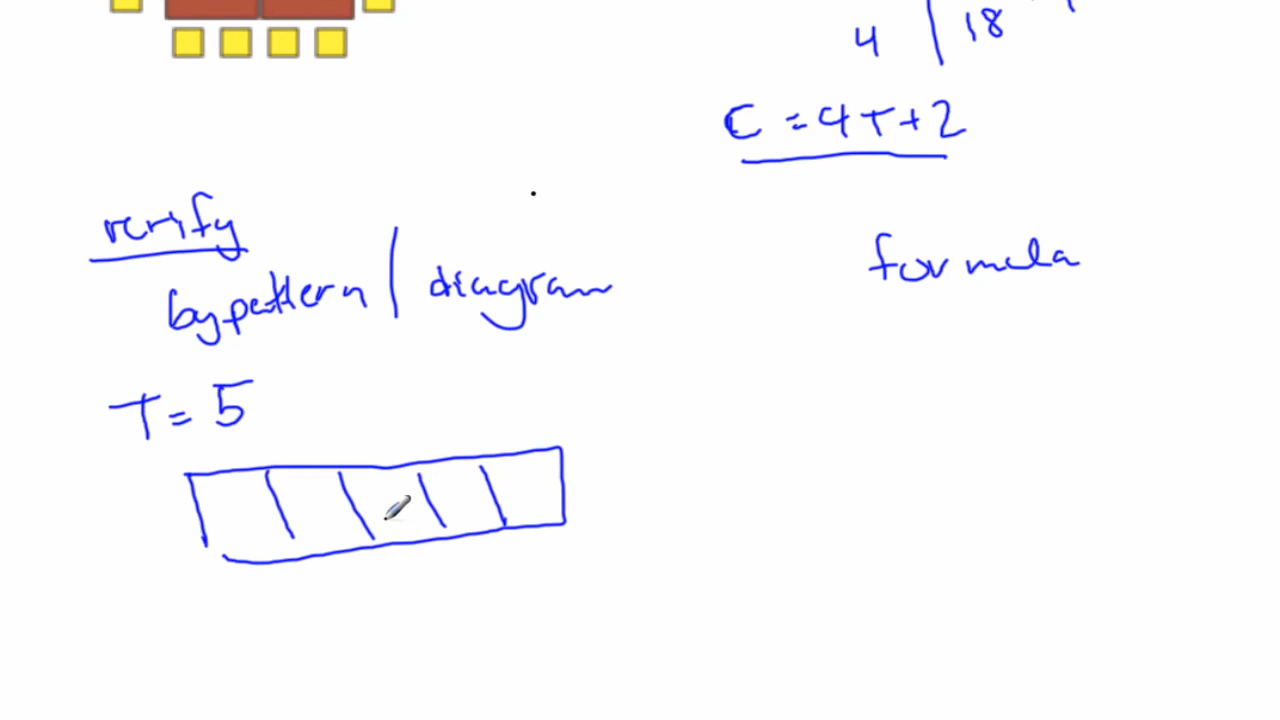 4 | 18
C = 4T+2
verify
by pattern / diagram
formula
T = 5